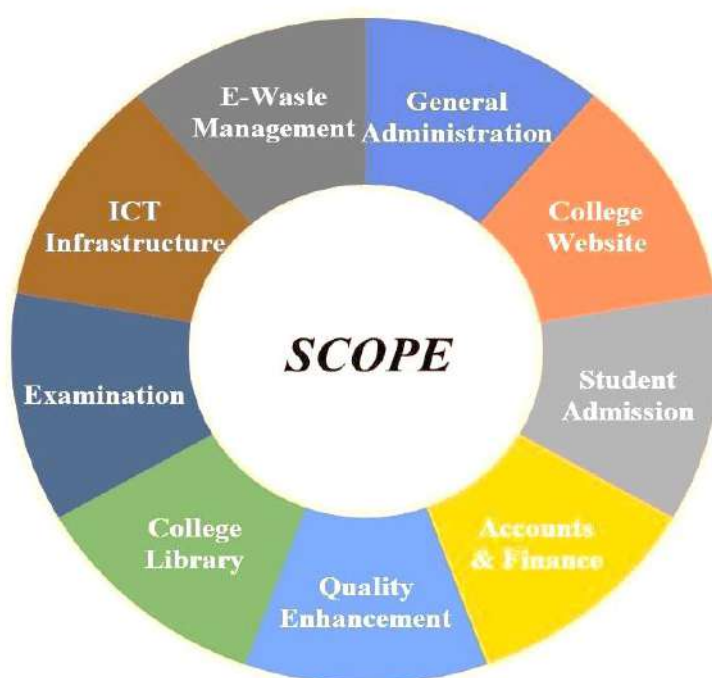 General
Administration
College
Website
Student
Admission
Accounts
& Finance
Quality
Enhancement
College
Library
Examination
ICT
Infrastructure
E-Waste
Management
SCOPE